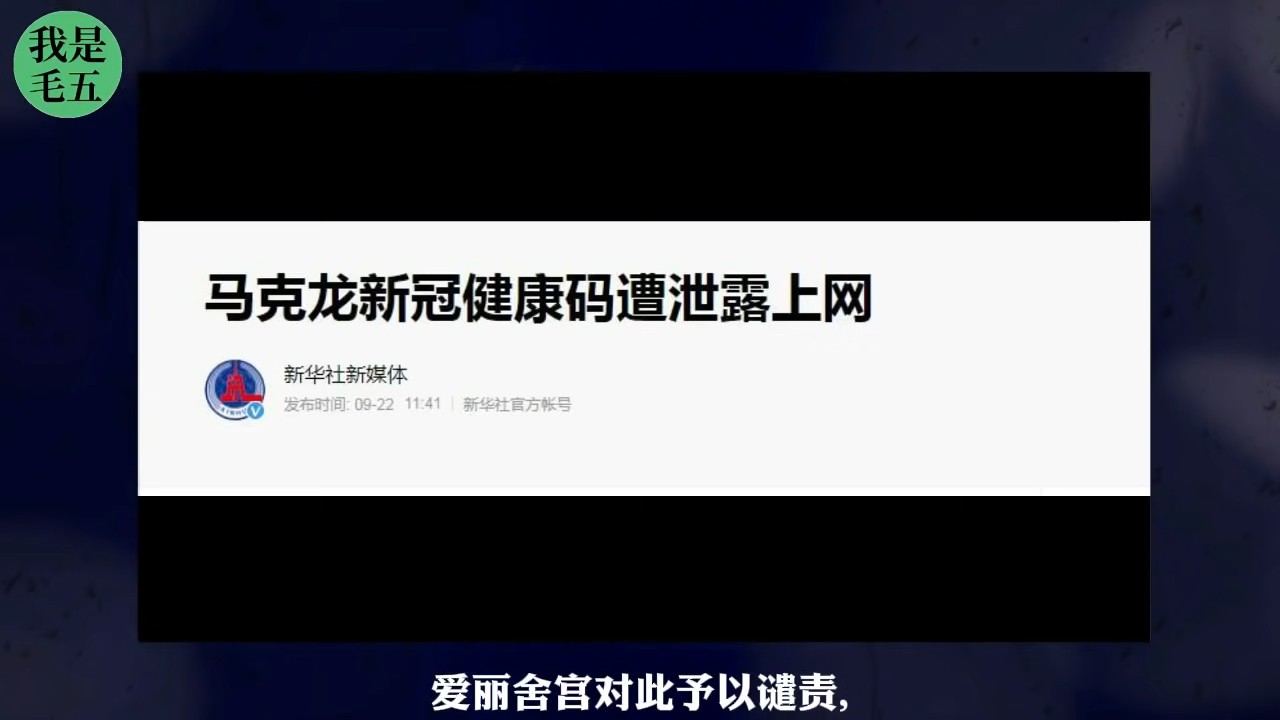 我是
毛五
马克龙新冠健康码遭泄露上网
新华社新媒体
发布时间: 09-22 11:41 | 新华社官方帐号
爱丽舍宫对此予以谴责,